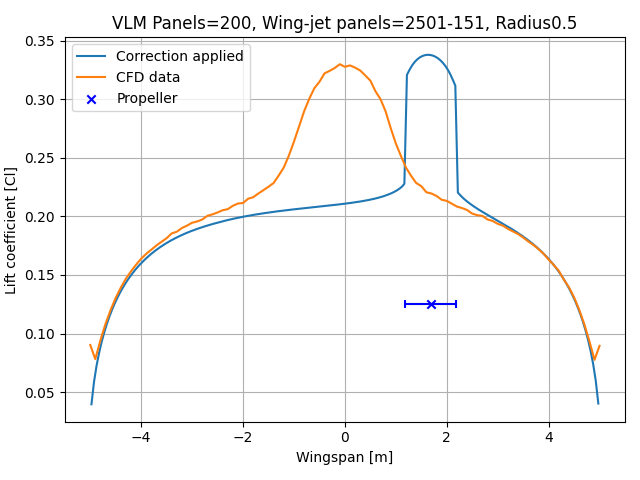 VLM Panels=200, Wing-jet panels=2501-151, Radius0.5
Correction applied
CFD data
Propeller
Lift coefficient [Cl]
0.35
0.30
0.25
0.20
0.15
0.10
0.05
−4 −2 0 2 4
Wingspan [m]